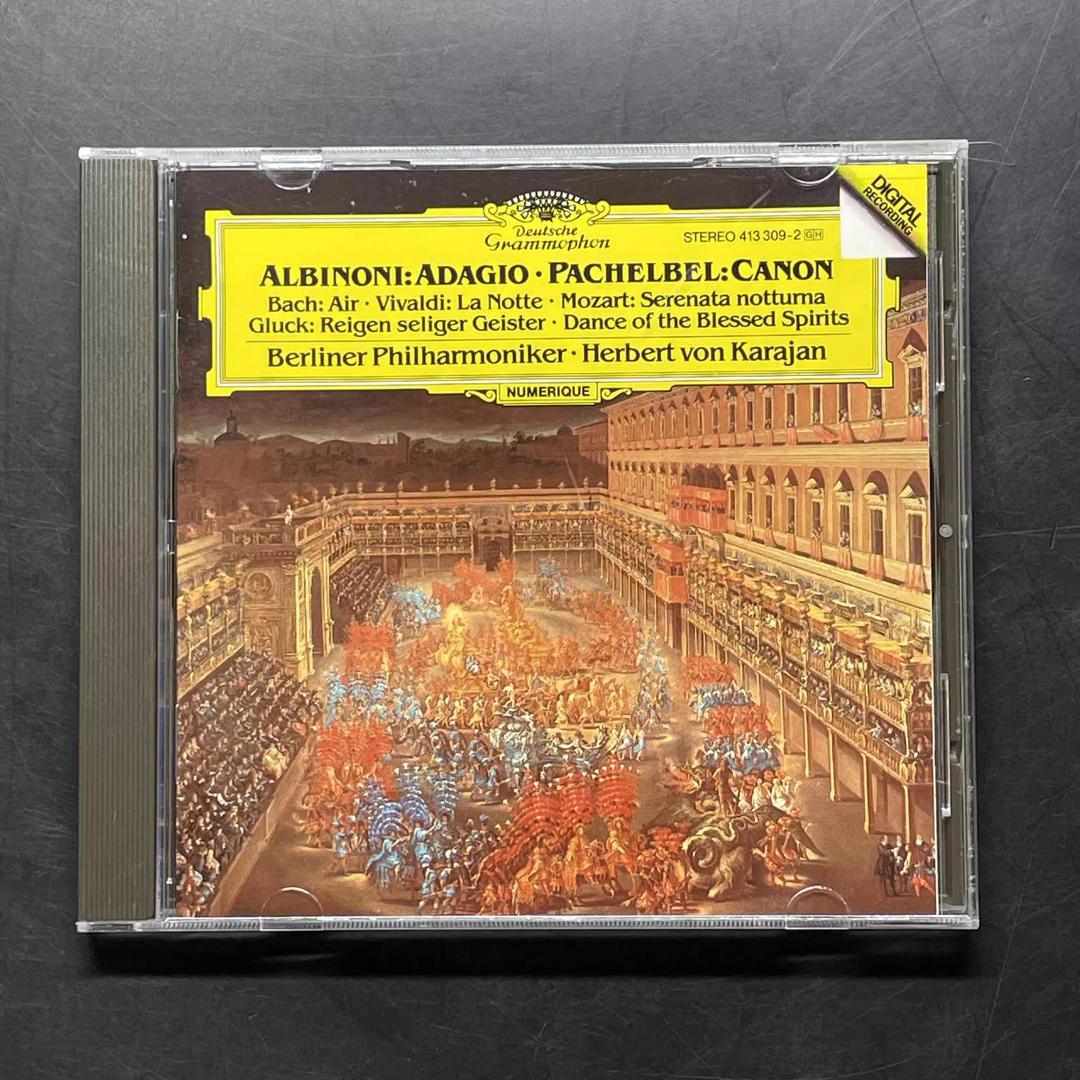 DIGITAL
RECORDING
Deutsche
Grammophon
STEREO 413 309-2 GH
ALBINONI: ADAGIO · PACHELBEL: CANON
Bach: Air · Vivaldi: La Notte · Mozart: Serenata notturna
Gluck: Reigen seliger Geister · Dance of the Blessed Spirits
Berliner Philharmoniker · Herbert von Karajan
NUMERIQUE